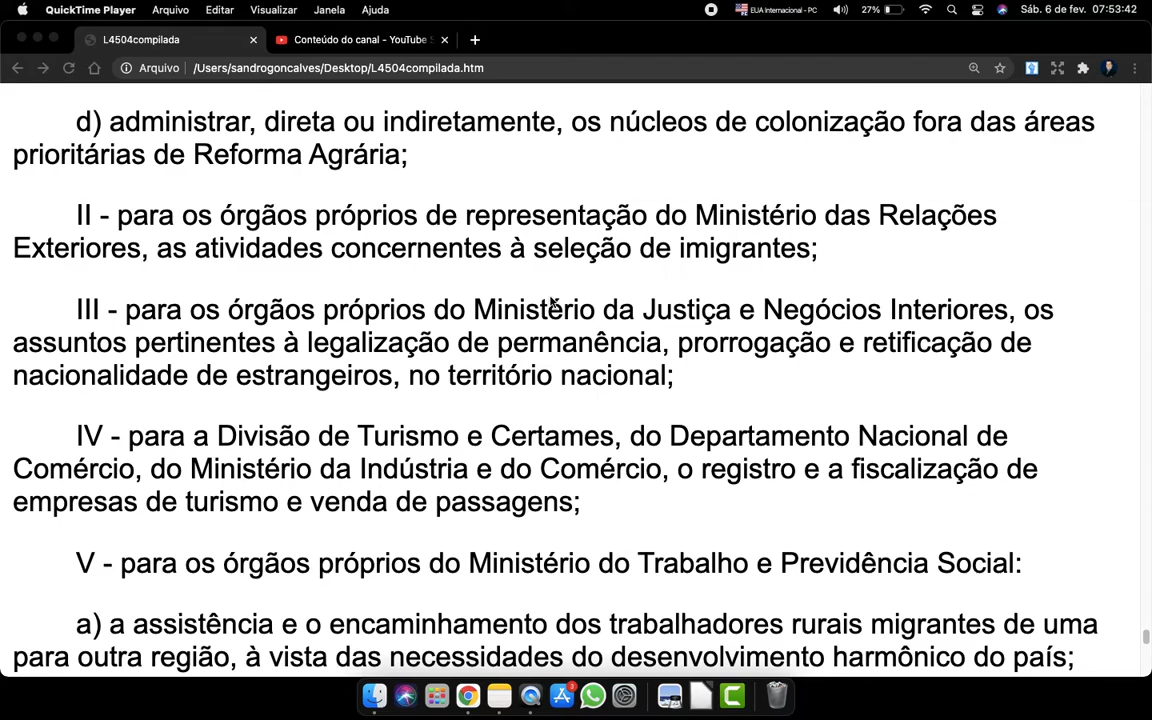 QuickTime Player Arquivo Editar Visualizar Janela Ajuda EUA Internacional - PC 27% Sáb. 6 de fev. 07:53:42
L4504compilada Conteúdo do canal - YouTube
Arquivo /Users/sandrogoncalves/Desktop/L4504compilada.htm
d) administrar, direta ou indiretamente, os núcleos de colonização fora das áreas
prioritárias de Reforma Agrária;
II - para os órgãos próprios de representação do Ministério das Relações
Exteriores, as atividades concernentes à seleção de imigrantes;
III - para os órgãos próprios do Ministério da Justiça e Negócios Interiores, os
assuntos pertinentes à legalização de permanência, prorrogação e retificação de
nacionalidade de estrangeiros, no território nacional;
IV - para a Divisão de Turismo e Certames, do Departamento Nacional de
Comércio, do Ministério da Indústria e do Comércio, o registro e a fiscalização de
empresas de turismo e venda de passagens;
V - para os órgãos próprios do Ministério do Trabalho e Previdência Social:
a) a assistência e o encaminhamento dos trabalhadores rurais migrantes de uma
para outra região, à vista das necessidades do desenvolvimento harmônico do país;
3